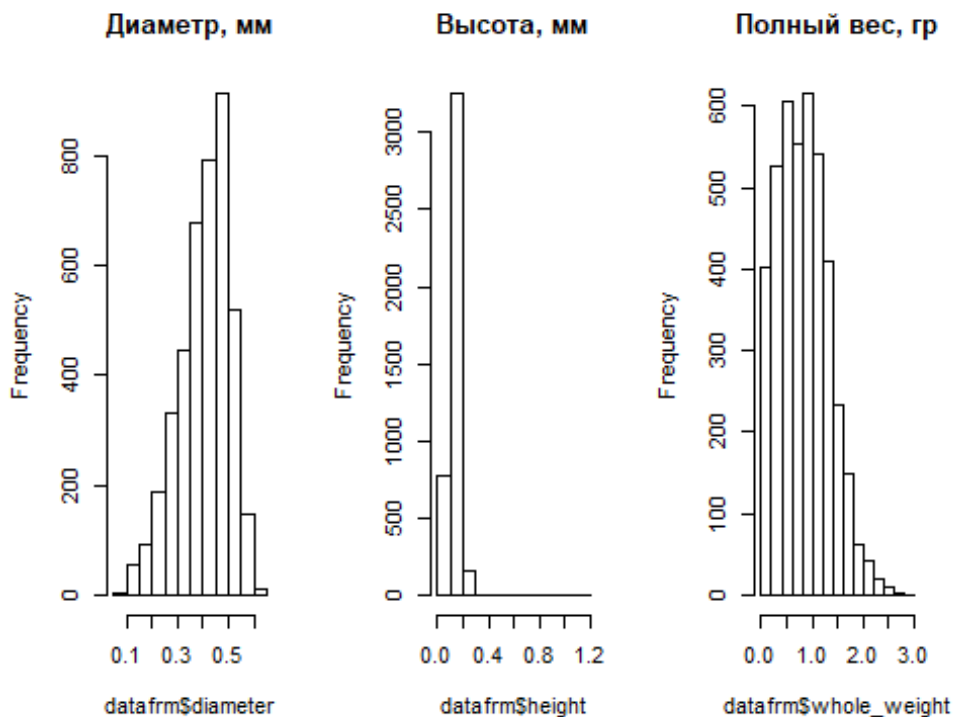 Диаметр, мм
Frequency
0 200 400 600 800
0.1 0.3 0.5
datafrm$diameter
Высота, мм
Frequency
0 500 1000 1500 2000 2500 3000
0.0 0.4 0.8 1.2
datafrm$height
Полный вес, гр
Frequency
0 100 200 300 400 500 600
0.0 1.0 2.0 3.0
datafrm$whole_weight